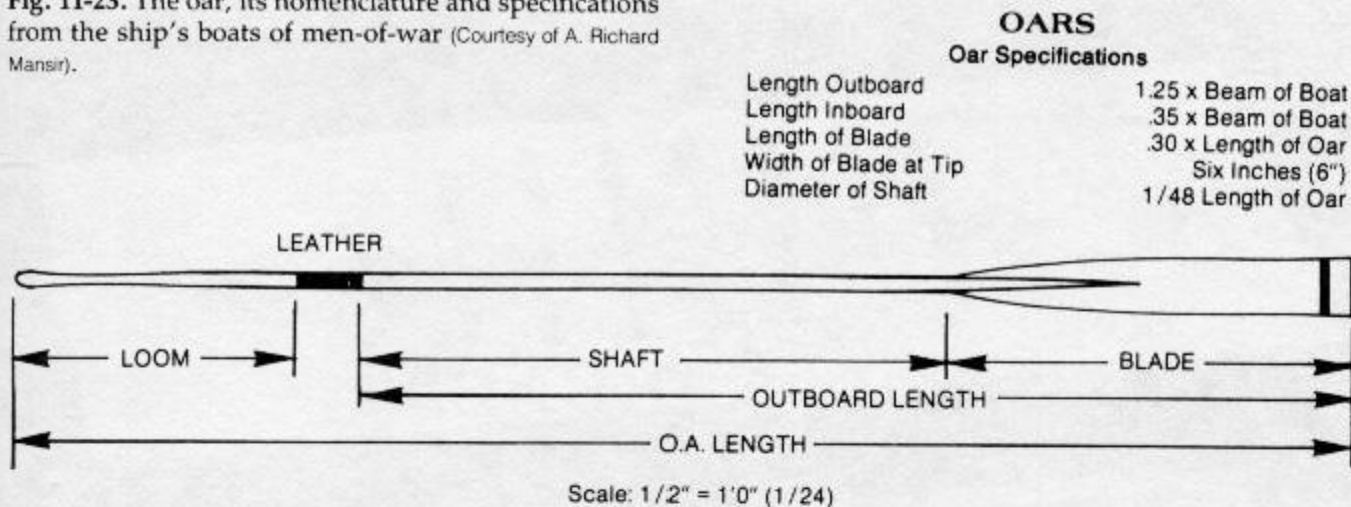 Fig. 11-23. The oar, its nomenclature and specifications
from the ship's boats of men-of-war (Courtesy of A. Richard
Mansir).
OARS
Oar Specifications
Length Outboard 1.25 x Beam of Boat
Length Inboard .35 x Beam of Boat
Length of Blade .30 x Length of Oar
Width of Blade at Tip Six Inches (6")
Diameter of Shaft 1/48 Length of Oar
LEATHER
LOOM SHAFT BLADE
OUTBOARD LENGTH
O.A. LENGTH
Scale: 1/2" = 1'0" (1/24)